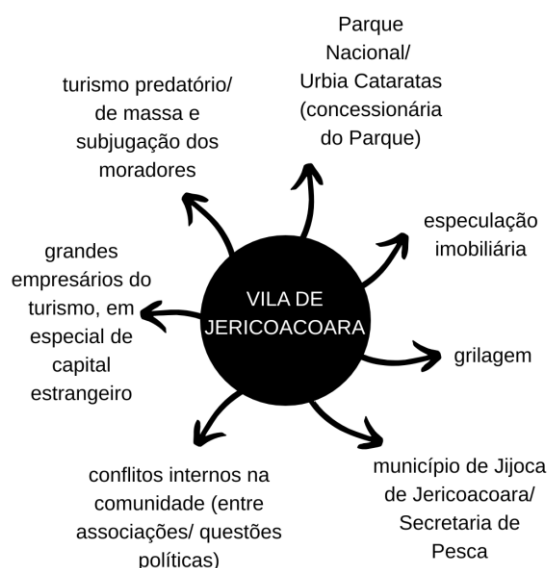 Parque
Nacional/
Urbia Cataratas
(concessionária
do Parque)
turismo predatório/
de massa e
subjugação dos
moradores
especulação
imobiliária
grandes
empresários do
turismo, em
especial de
capital
estrangeiro
VILA DE
JERICOACOARA
grilagem
conflitos internos na
comunidade (entre
associações/ questões
políticas)
município de Jijoca
de Jericoacoara/
Secretaria de
Pesca